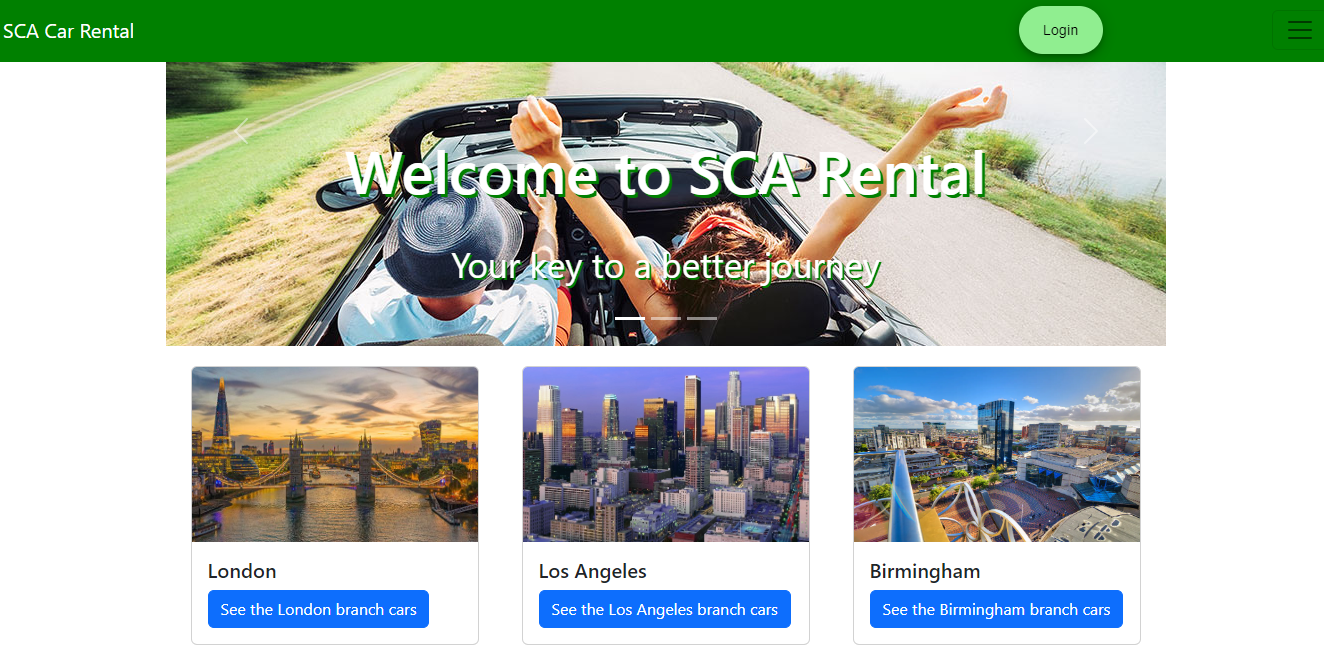 SCA Car Rental
Login
Welcome to SCA Rental
Your key to a better journey
London
See the London branch cars
Los Angeles
See the Los Angeles branch cars
Birmingham
See the Birmingham branch cars